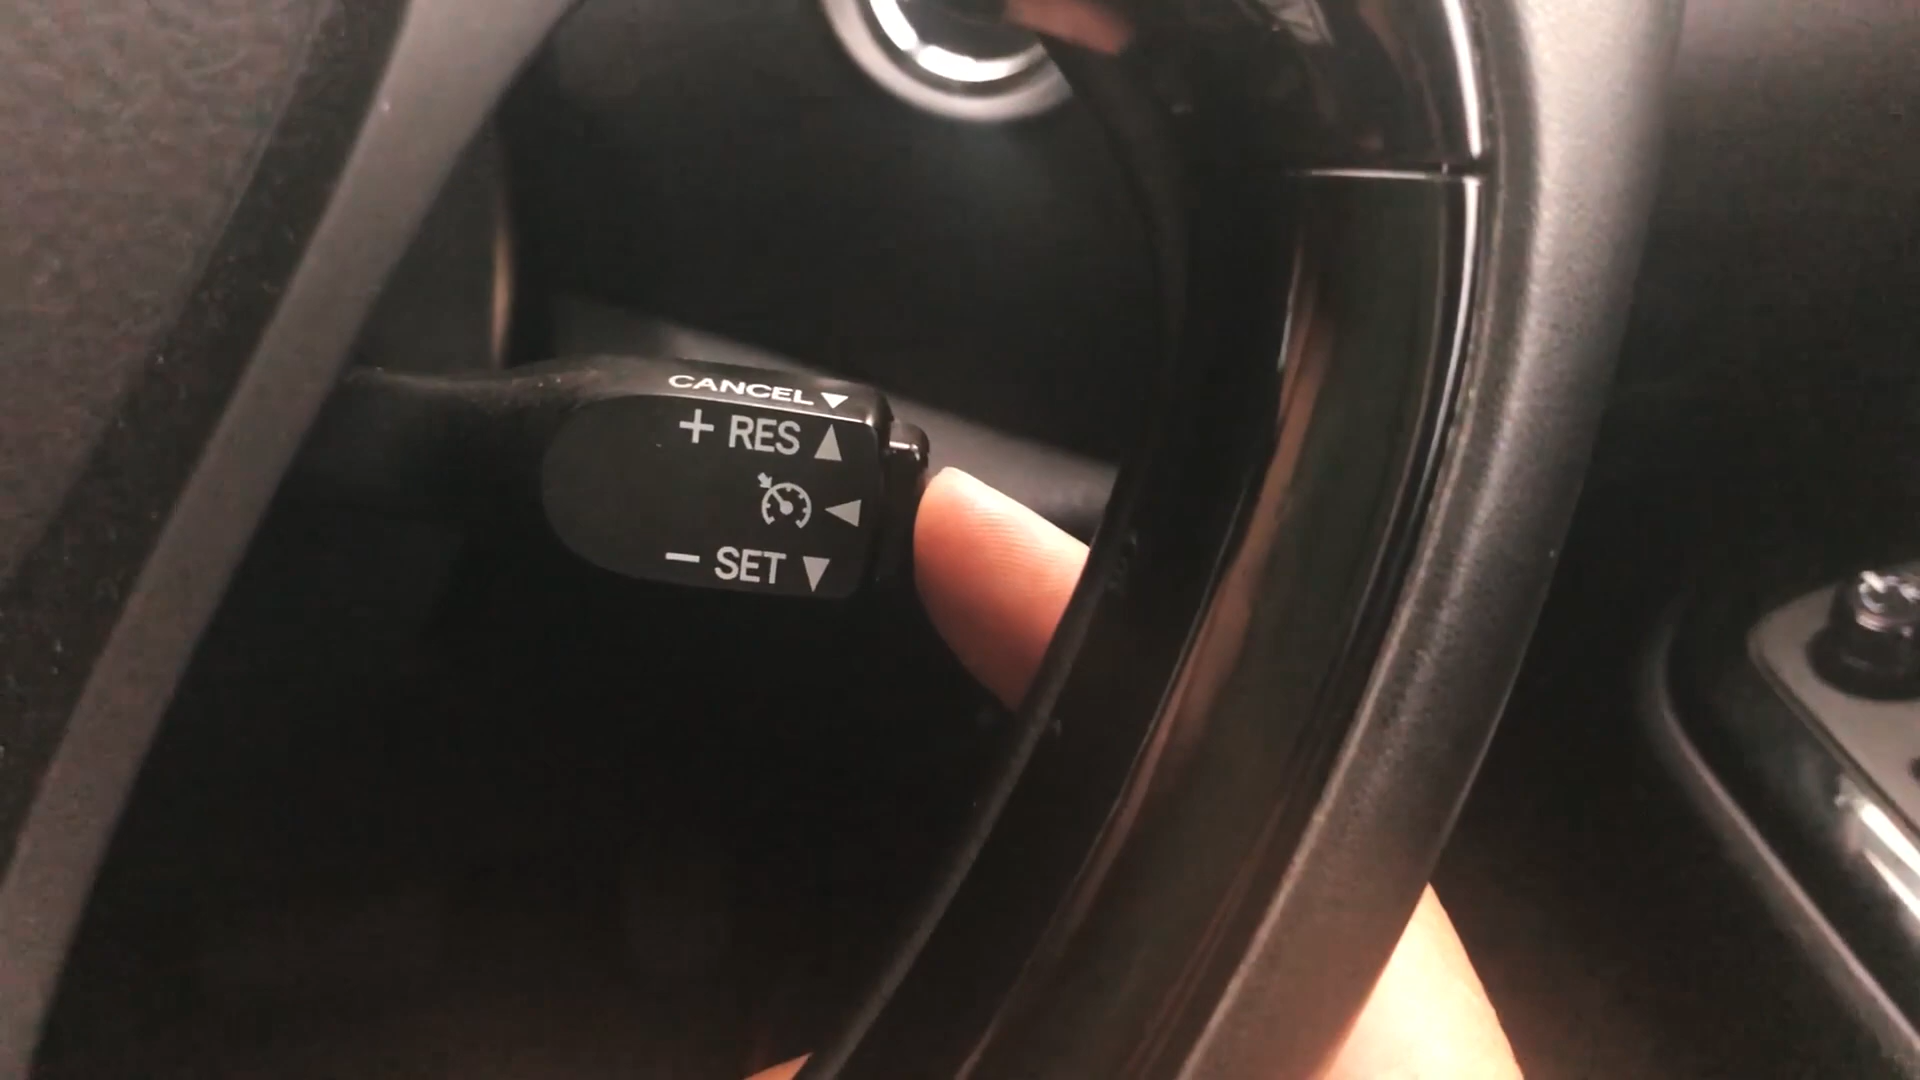 CANCEL ▼
+ RES ▲
◀
− SET ▼